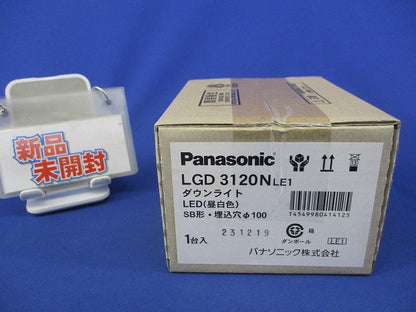 新品
未開封
Panasonic
LGD 3120N LE1
ダウンライト
LED(昼白色)
SB形・埋込穴φ100
T4549980414125
1台入
231219
箱
ダンボール
LE1
パナソニック株式会社